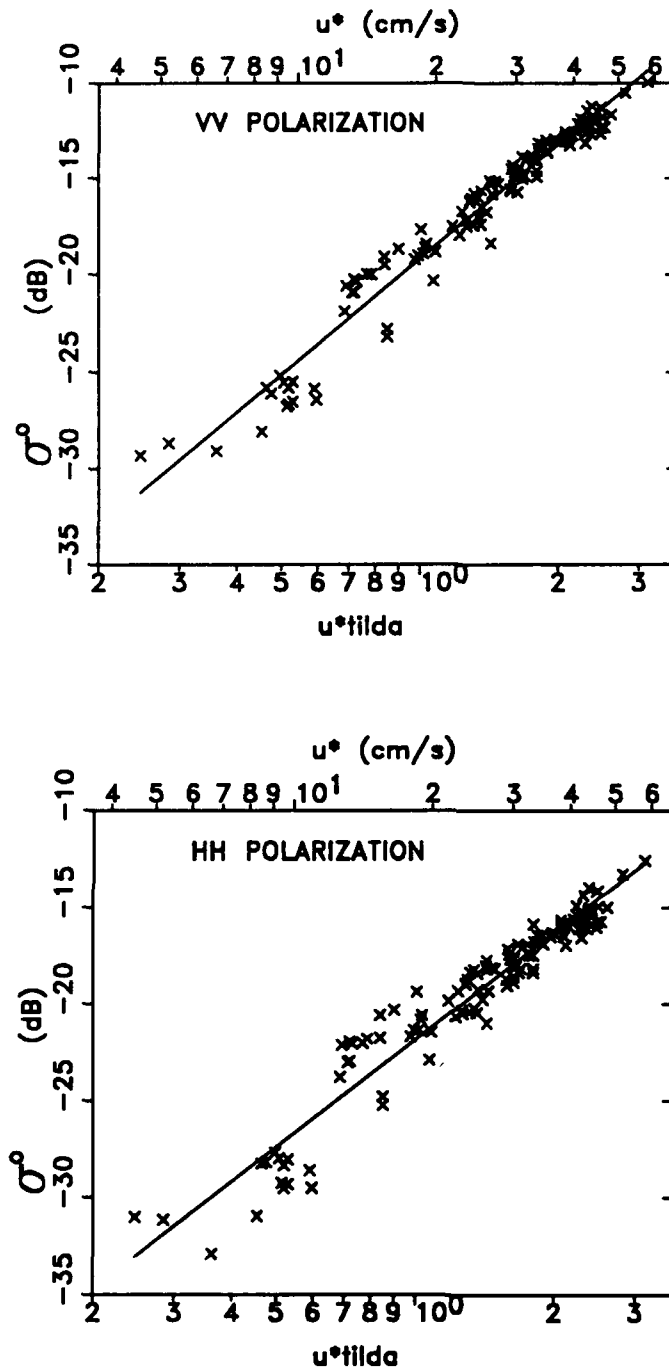 u* (cm/s)
4 5 6 7 8 9 10¹ 2 3 4 5 6
-10
VV POLARIZATION
-15
-20
-25
-30
-35
σ° (dB)
2 3 4 5 6 7 8 9 10⁰ 2 3
u*tilda
u* (cm/s)
4 5 6 7 8 9 10¹ 2 3 4 5 6
-10
HH POLARIZATION
-15
-20
-25
-30
-35
σ° (dB)
2 3 4 5 6 7 8 9 10⁰ 2 3
u*tilda